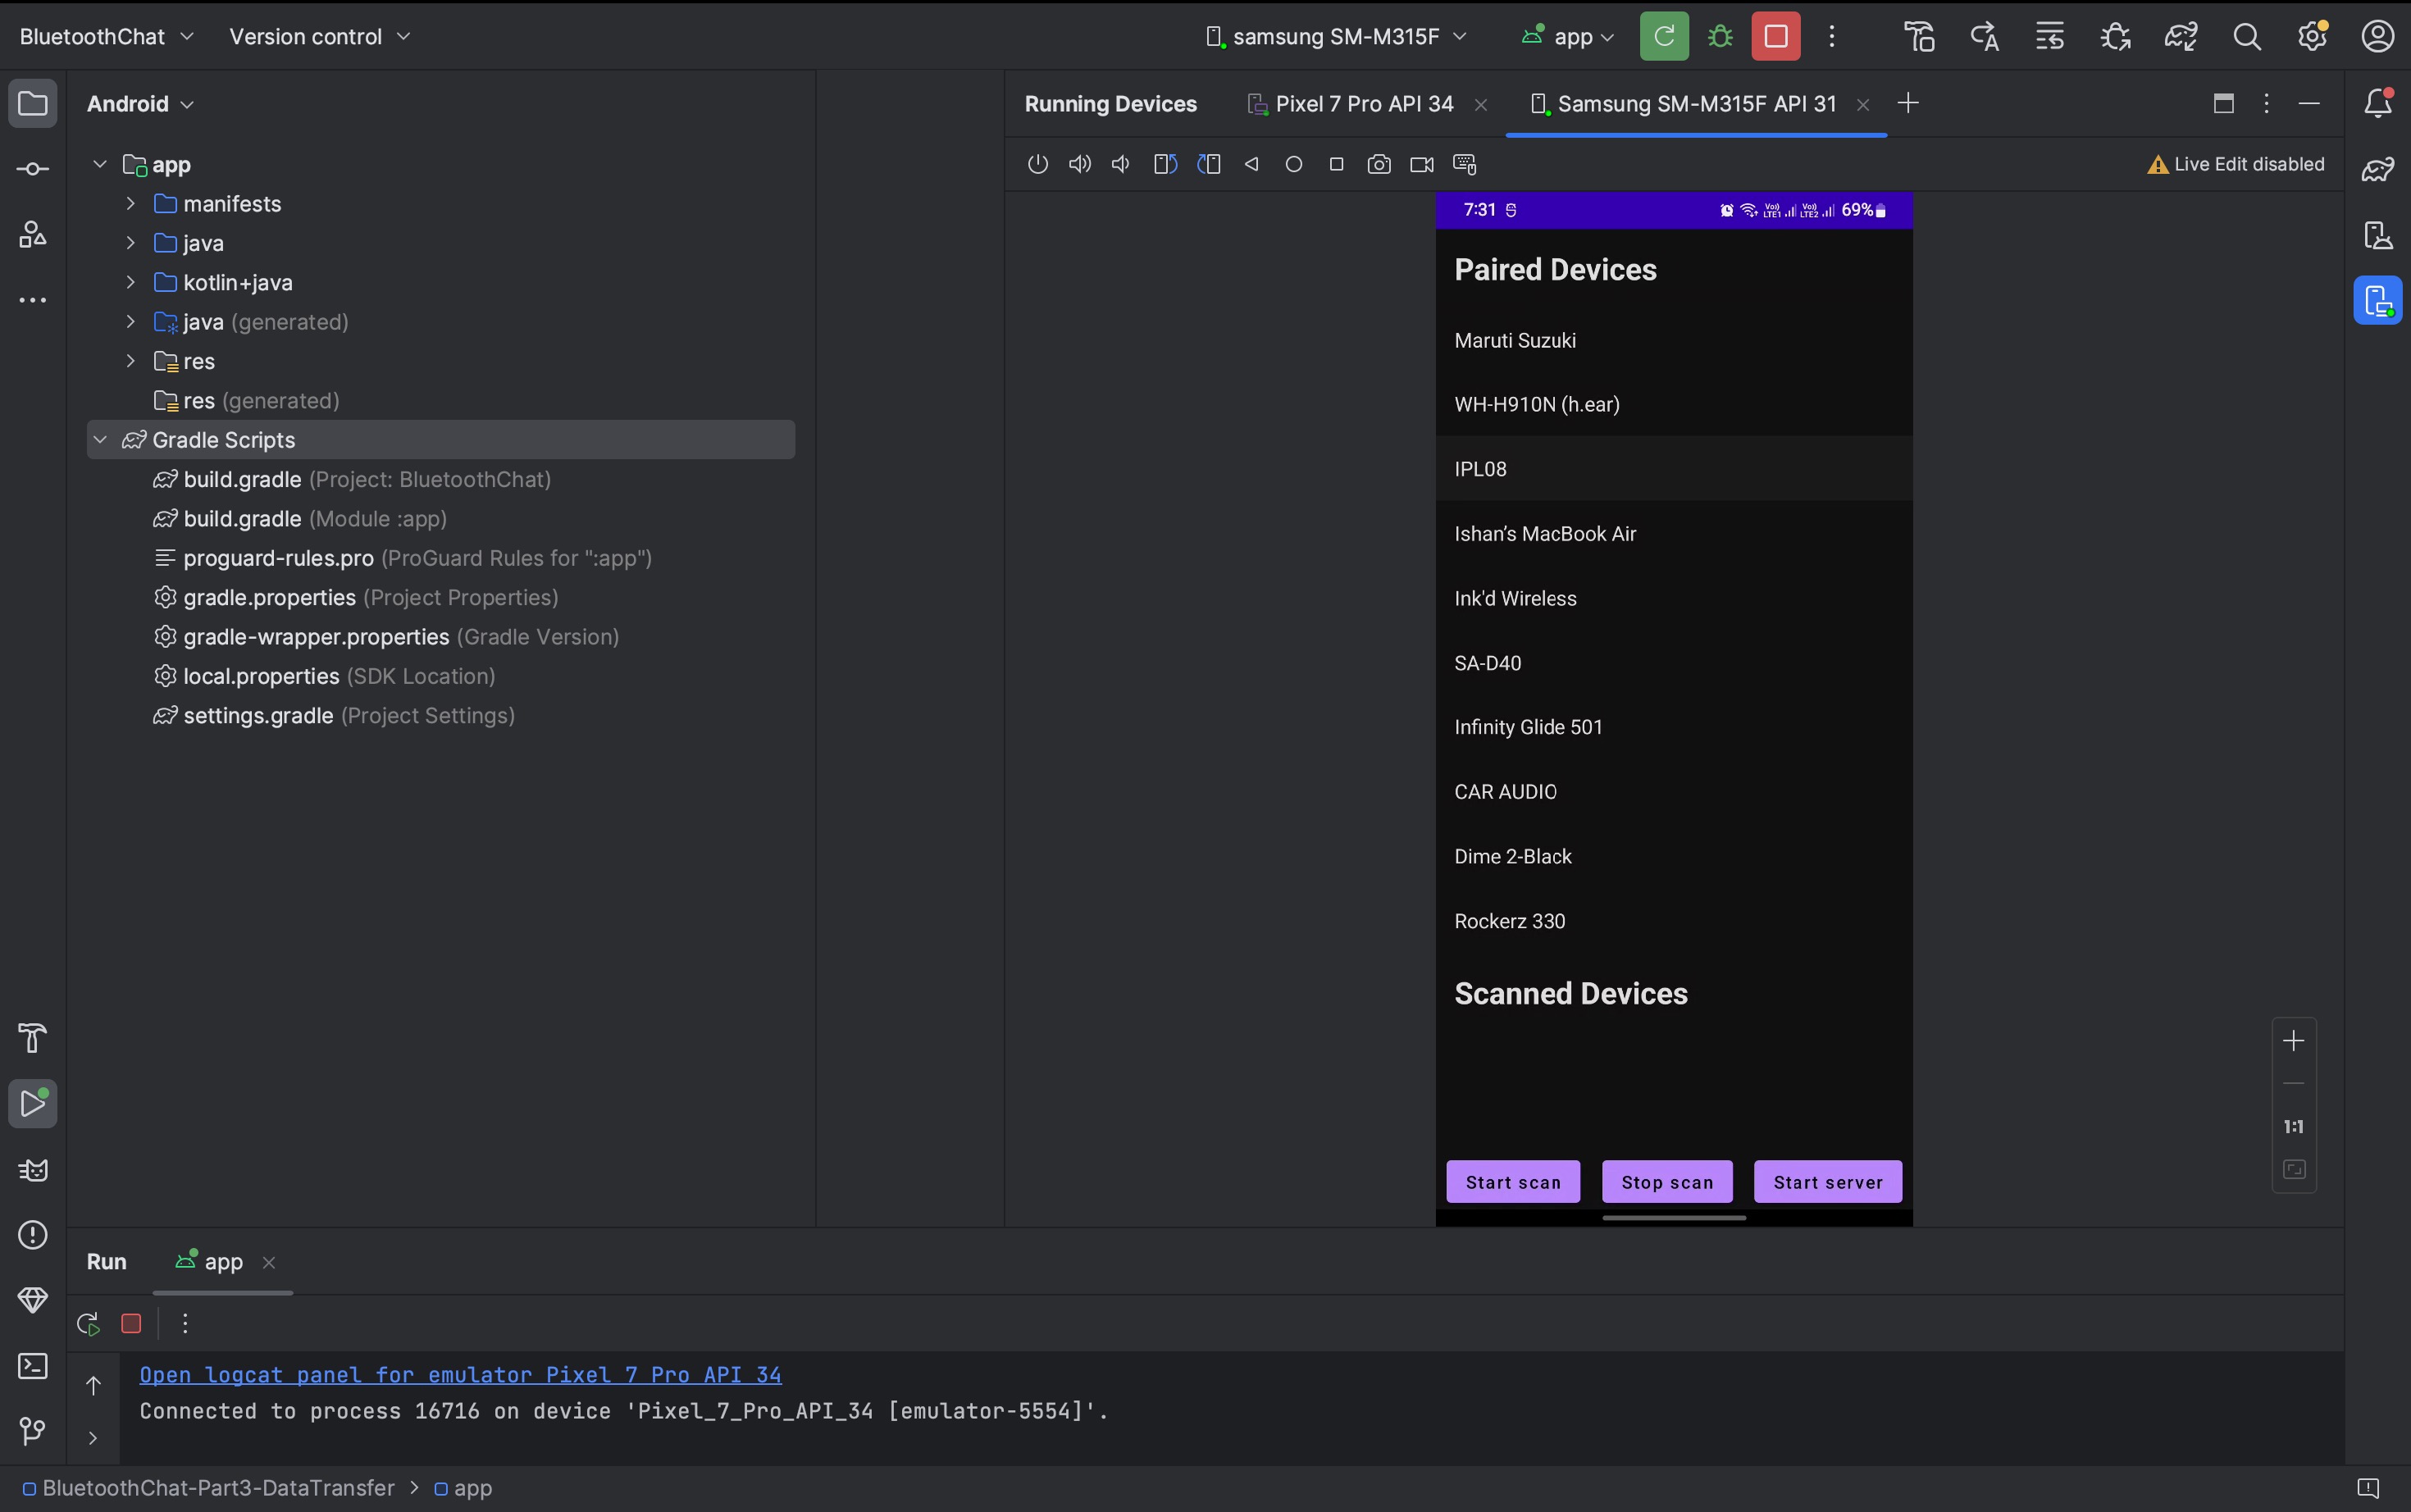 BluetoothChat Version control samsung SM-M315F app
Android
app
manifests
java
kotlin+java
java (generated)
res
res (generated)
Gradle Scripts
build.gradle (Project: BluetoothChat)
build.gradle (Module :app)
proguard-rules.pro (ProGuard Rules for ":app")
gradle.properties (Project Properties)
gradle-wrapper.properties (Gradle Version)
local.properties (SDK Location)
settings.gradle (Project Settings)
Running Devices Pixel 7 Pro API 34 Samsung SM-M315F API 31
Live Edit disabled
7:31 Vo)) LTE1 Vo)) LTE2 69%
Paired Devices
Maruti Suzuki
WH-H910N (h.ear)
IPL08
Ishan’s MacBook Air
Ink'd Wireless
SA-D40
Infinity Glide 501
CAR AUDIO
Dime 2-Black
Rockerz 330
Scanned Devices
Start scan Stop scan Start server
1:1
Run app
Open logcat panel for emulator Pixel 7 Pro API 34
Connected to process 16716 on device 'Pixel_7_Pro_API_34 [emulator-5554]'.
BluetoothChat-Part3-DataTransfer > app